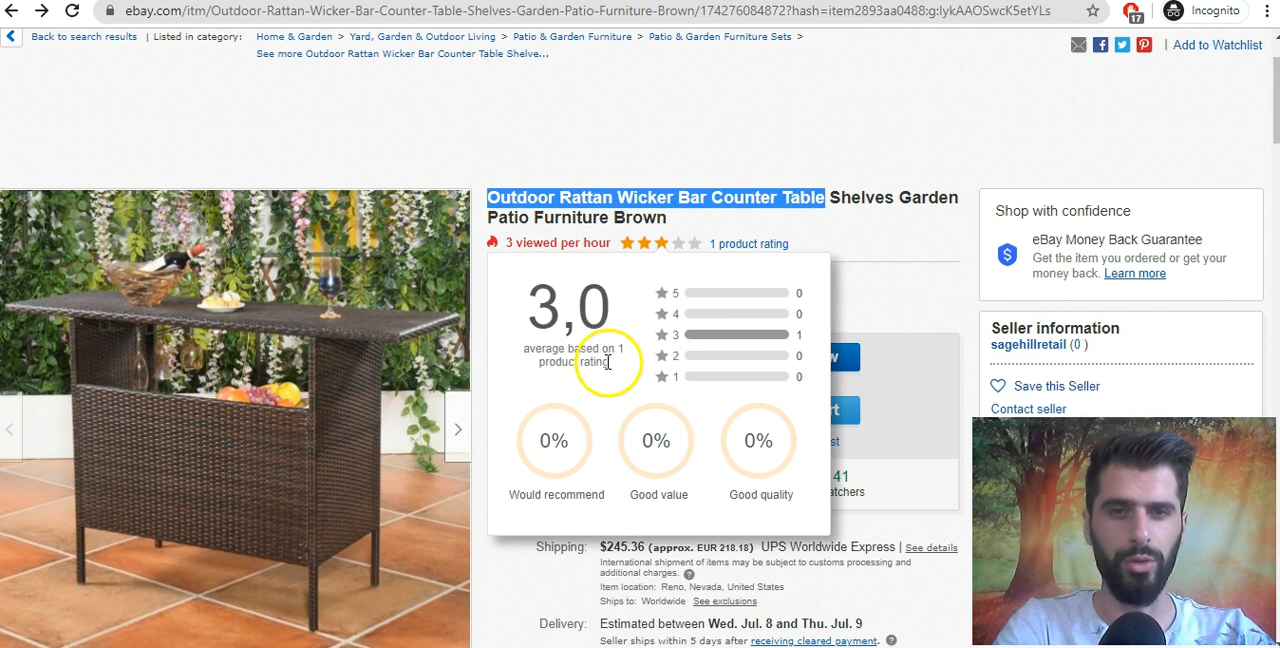 ebay.com/itm/Outdoor-Rattan-Wicker-Bar-Counter-Table-Shelves-Garden-Patio-Furniture-Brown/174276084872?hash=item2893aa0488:g:lykAAOSwcK5etYLs
17
Incognito
Back to search results | Listed in category: Home & Garden > Yard, Garden & Outdoor Living > Patio & Garden Furniture > Patio & Garden Furniture Sets >
See more Outdoor Rattan Wicker Bar Counter Table Shelve...
| Add to Watchlist
Outdoor Rattan Wicker Bar Counter Table Shelves Garden
Patio Furniture Brown
3 viewed per hour
1 product rating
3,0
average based on 1
product rating
5 0
4 0
3 1
2 0
1 0
0% 0% 0%
Would recommend Good value Good quality
41
Shipping: $245.36 (approx. EUR 218.18) UPS Worldwide Express | See details
International shipment of items may be subject to customs processing and
additional charges. ?
Item location: Reno, Nevada, United States
Ships to: Worldwide See exclusions
Delivery: Estimated between Wed. Jul. 8 and Thu. Jul. 9
Seller ships within 5 days after receiving cleared payment. ?
Shop with confidence
eBay Money Back Guarantee
Get the item you ordered or get your
money back. Learn more
Seller information
sagehillretail (0 )
Save this Seller
Contact seller